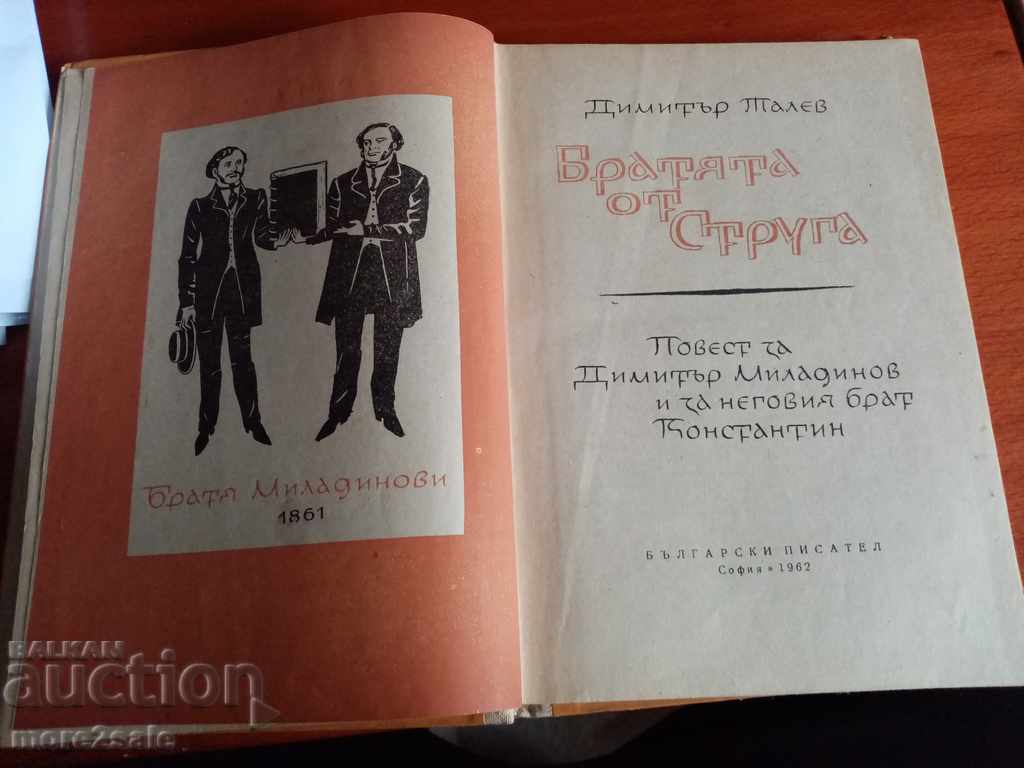 Братя Миладинови
1861
Димитър Талев
Братята
от
Струга
Повест за
Димитър Миладинов
и за неговия брат
Константин
БЪЛГАРСКИ ПИСАТЕЛ
София * 1962
BALKAN
auction
more2sale